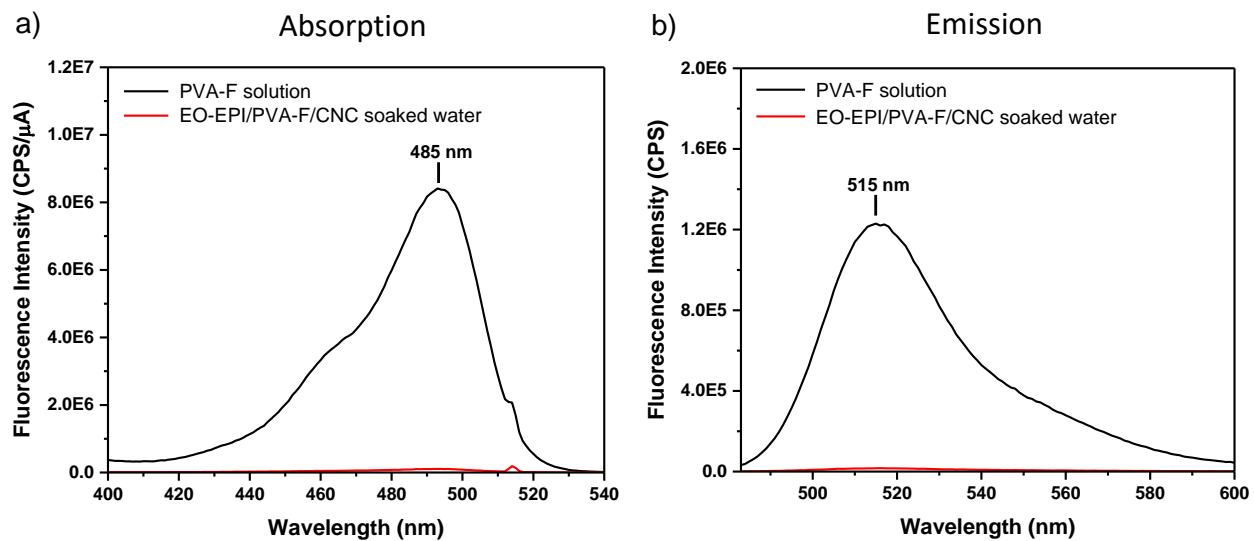 a)
Absorption
Fluorescence Intensity (CPS/μA)
1.2E7
1.0E7
8.0E6
6.0E6
4.0E6
2.0E6
0.0
PVA-F solution
EO-EPI/PVA-F/CNC soaked water
485 nm
400 420 440 460 480 500 520 540
Wavelength (nm)
b)
Emission
Fluorescence Intensity (CPS)
2.0E6
1.6E6
1.2E6
8.0E5
4.0E5
0.0
PVA-F solution
EO-EPI/PVA-F/CNC soaked water
515 nm
500 520 540 560 580 600
Wavelength (nm)